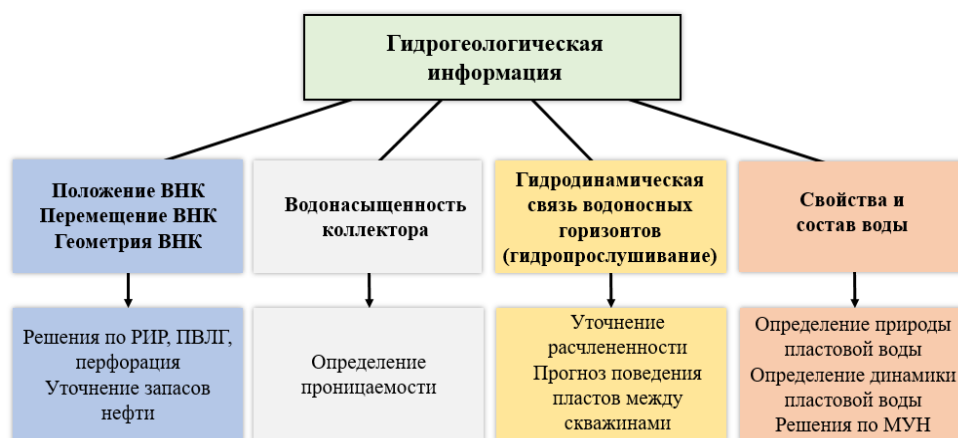 Гидрогеологическая
информация
Положение ВНК
Перемещение ВНК
Геометрия ВНК
Водонасыщенность
коллектора
Гидродинамическая
связь водоносных
горизонтов
(гидропрослушивание)
Свойства и
состав воды
Решения по РИР, ПВЛГ,
перфорация
Уточнение запасов
нефти
Определение
проницаемости
Уточнение
расчлененности
Прогноз поведения
пластов между
скважинами
Определение природы
пластовой воды
Определение динамики
пластовой воды
Решения по МУН